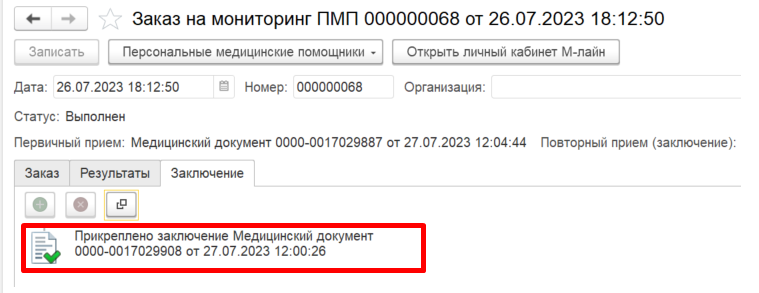 Заказ на мониторинг ПМП 000000068 от 26.07.2023 18:12:50
Записать Персональные медицинские помощники Открыть личный кабинет М-лайн
Дата: 26.07.2023 18:12:50 Номер: 000000068 Организация:
Статус: Выполнен
Первичный прием: Медицинский документ 0000-0017029887 от 27.07.2023 12:04:44 Повторный прием (заключение):
Заказ Результаты Заключение
Прикреплено заключение Медицинский документ
0000-0017029908 от 27.07.2023 12:00:26